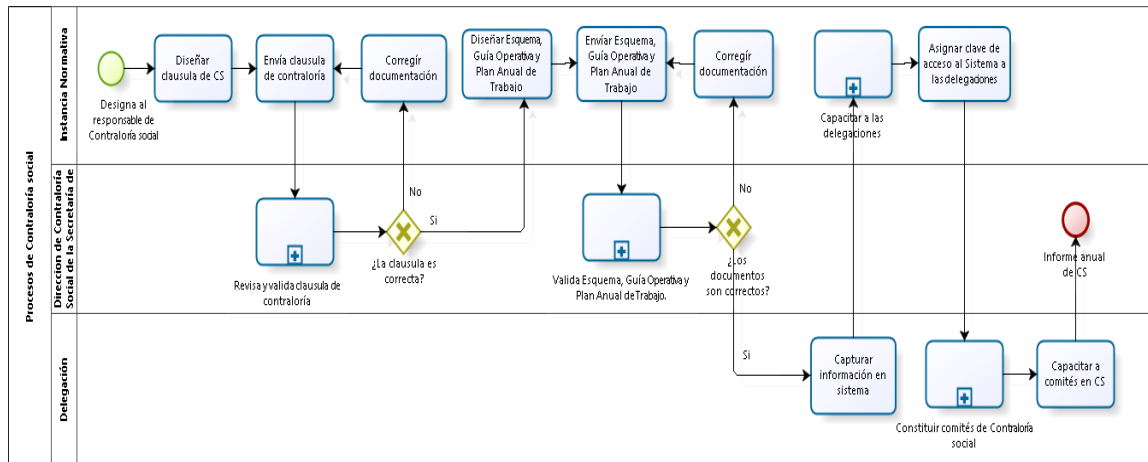 Procesos de Contraloría social
Instancia Normativa
Designa al
responsable de
Contraloría social
Diseñar
clausula de CS
Envía clausula
de contraloría
Corregír
documentación
Diseñar Esquema,
Guía Operativa y
Plan Anual de
Trabajo
Envíar Esquema,
Guía Operativa y
Plan Anual de
Trabajo
Corregír
documentación
Capacitar a las
delegaciones
Asignar clave de
acceso al Sistema a
las delegaciones
Direccion de Contraloría
Social de la Secretaría de
Revisa y valida clausula de
contraloría
No
Si
¿La clausula es
correcta?
Valida Esquema, Guía Operativa y
Plan Anual de Trabajo.
No
¿Los
documentos
son correctos?
Informe anual
de CS
Delegación
Si
Capturar
información en
sistema
Constituir comités de Contraloría
social
Capacitar a
comités en CS